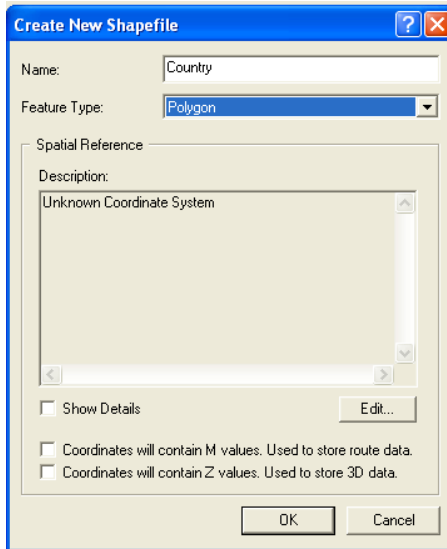 Create New Shapefile
Name: Country
Feature Type: Polygon
Spatial Reference
Description:
Unknown Coordinate System
Show Details Edit...
Coordinates will contain M values. Used to store route data.
Coordinates will contain Z values. Used to store 3D data.
OK Cancel